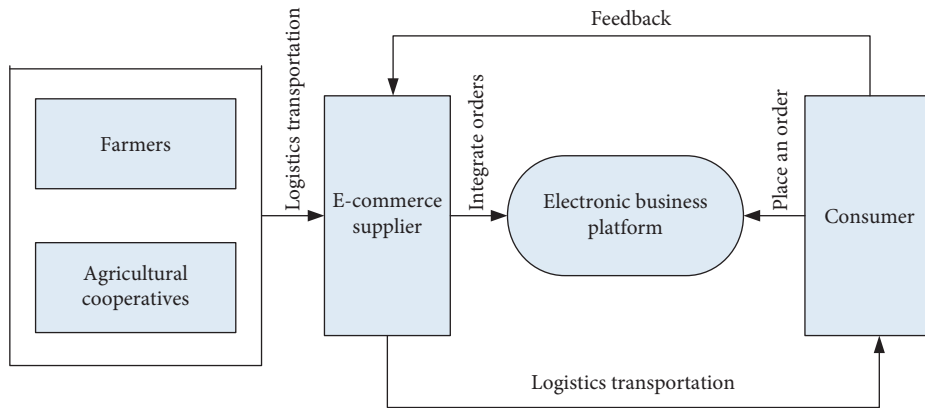 Feedback
Farmers
Agricultural
cooperatives
Logistics transportation
E-commerce
supplier
Integrate orders
Electronic business
platform
Place an order
Consumer
Logistics transportation